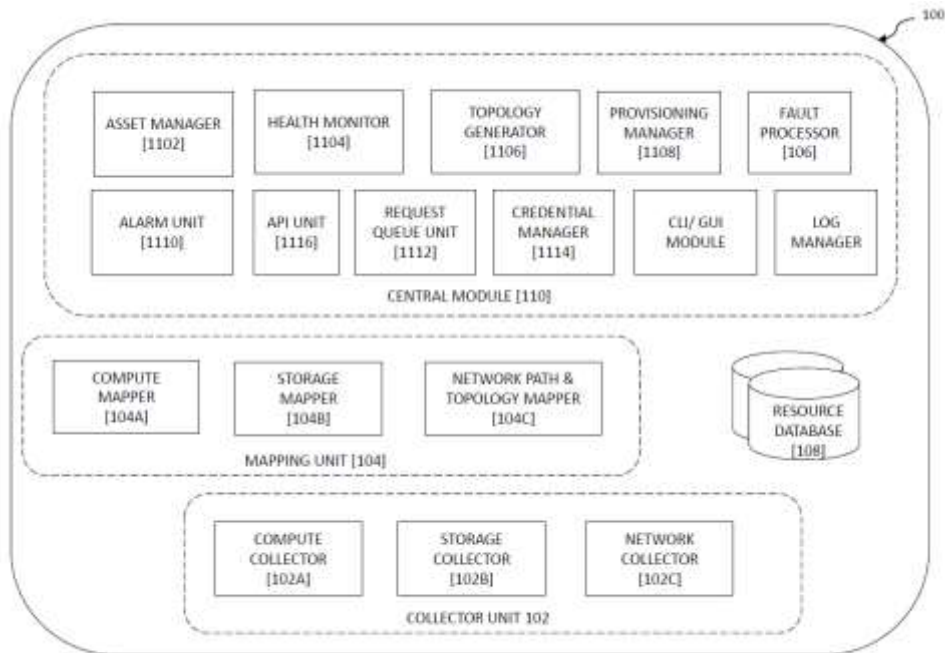 100
ASSET MANAGER
[1102]
HEALTH MONITOR
[1104]
TOPOLOGY
GENERATOR
[1106]
PROVISIONING
MANAGER
[1108]
FAULT
PROCESSOR
[106]
ALARM UNIT
[1110]
API UNIT
[1116]
REQUEST
QUEUE UNIT
[1112]
CREDENTIAL
MANAGER
[1114]
CLI/ GUI
MODULE
LOG
MANAGER
CENTRAL MODULE [110]
COMPUTE
MAPPER
[104A]
STORAGE
MAPPER
[104B]
NETWORK PATH &
TOPOLOGY MAPPER
[104C]
MAPPING UNIT [104]
RESOURCE
DATABASE
[108]
COMPUTE
COLLECTOR
[102A]
STORAGE
COLLECTOR
[102B]
NETWORK
COLLECTOR
[102C]
COLLECTOR UNIT 102